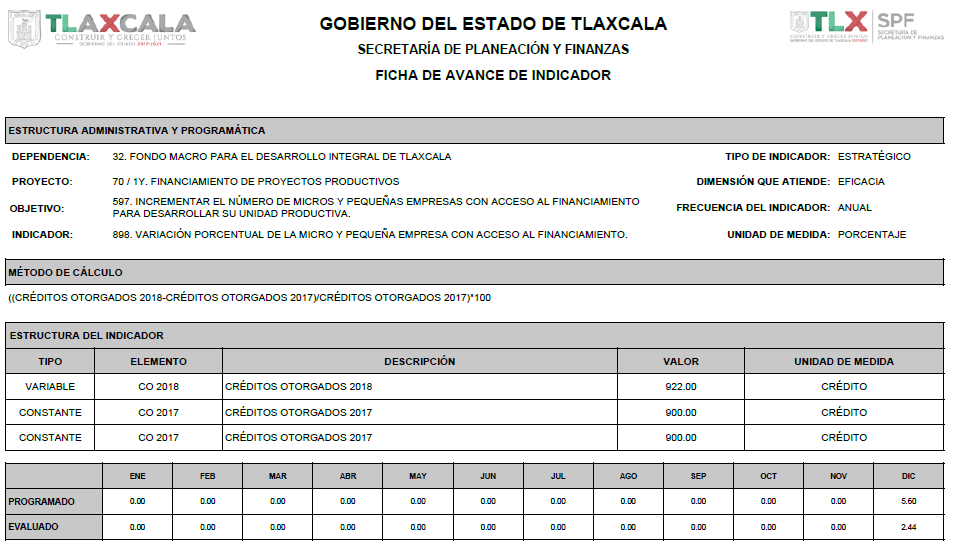 TLAXCALA
CONSTRUIR Y CRECER JUNTOS
GOBIERNO DEL ESTADO 2017-2021
GOBIERNO DEL ESTADO DE TLAXCALA
SECRETARÍA DE PLANEACIÓN Y FINANZAS
FICHA DE AVANCE DE INDICADOR
TLX
CONSTRUIR Y CRECER JUNTOS
SPF
SECRETARÍA DE
PLANEACIÓN Y FINANZAS
ESTRUCTURA ADMINISTRATIVA Y PROGRAMÁTICA
DEPENDENCIA: 32. FONDO MACRO PARA EL DESARROLLO INTEGRAL DE TLAXCALA TIPO DE INDICADOR: ESTRATÉGICO
PROYECTO: 70 / 1Y. FINANCIAMIENTO DE PROYECTOS PRODUCTIVOS DIMENSIÓN QUE ATIENDE: EFICACIA
OBJETIVO: 597. INCREMENTAR EL NÚMERO DE MICROS Y PEQUEÑAS EMPRESAS CON ACCESO AL FINANCIAMIENTO
PARA DESARROLLAR SU UNIDAD PRODUCTIVA. FRECUENCIA DEL INDICADOR: ANUAL
INDICADOR: 898. VARIACIÓN PORCENTUAL DE LA MICRO Y PEQUEÑA EMPRESA CON ACCESO AL FINANCIAMIENTO. UNIDAD DE MEDIDA: PORCENTAJE
MÉTODO DE CÁLCULO
((CRÉDITOS OTORGADOS 2018-CRÉDITOS OTORGADOS 2017)/CRÉDITOS OTORGADOS 2017)*100
ESTRUCTURA DEL INDICADOR
TIPO ELEMENTO DESCRIPCIÓN VALOR UNIDAD DE MEDIDA
VARIABLE CO 2018 CRÉDITOS OTORGADOS 2018 922.00 CRÉDITO
CONSTANTE CO 2017 CRÉDITOS OTORGADOS 2017 900.00 CRÉDITO
CONSTANTE CO 2017 CRÉDITOS OTORGADOS 2017 900.00 CRÉDITO
ENE FEB MAR ABR MAY JUN JUL AGO SEP OCT NOV DIC
PROGRAMADO 0.00 0.00 0.00 0.00 0.00 0.00 0.00 0.00 0.00 0.00 0.00 5.60
EVALUADO 0.00 0.00 0.00 0.00 0.00 0.00 0.00 0.00 0.00 0.00 0.00 2.44